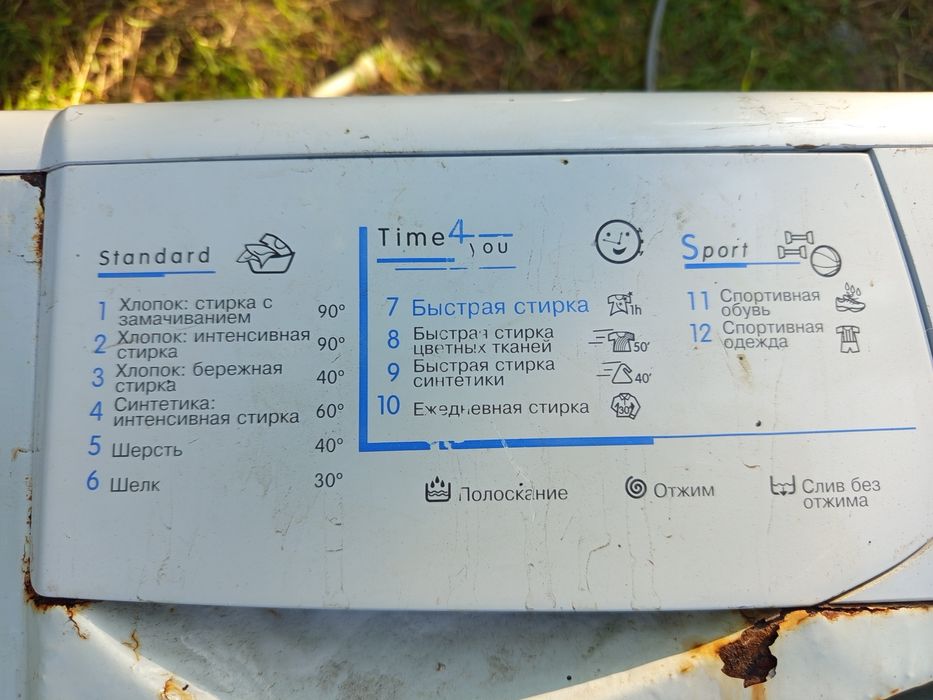 Standard
1 Хлопок: стирка с
замачиванием 90°
2 Хлопок: интенсивная
стирка 90°
3 Хлопок: бережная
стирка 40°
4 Синтетика:
интенсивная стирка 60°
5 Шерсть 40°
6 Шелк 30°
Time4you
7 Быстрая стирка 1h
8 Быстрая стирка
цветных тканей 50'
9 Быстрая стирка
синтетики 40'
10 Ежедневная стирка 30'
Sport
11 Спортивная
обувь
12 Спортивная
одежда
Полоскание
Отжим
Слив без
отжима